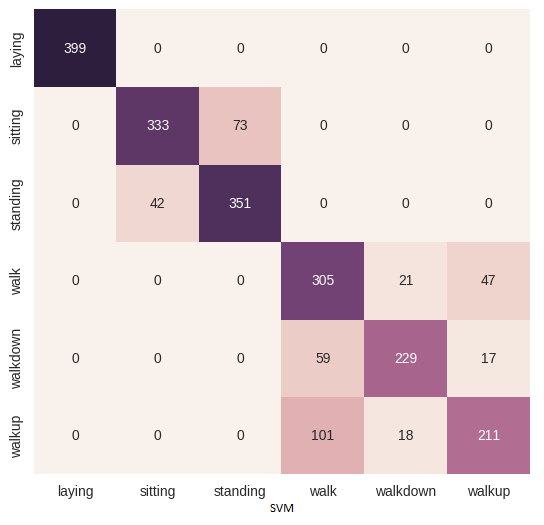 laying 399 0 0 0 0 0
sitting 0 333 73 0 0 0
standing 0 42 351 0 0 0
walk 0 0 0 305 21 47
walkdown 0 0 0 59 229 17
walkup 0 0 0 101 18 211
laying sitting standing walk walkdown walkup
SVM